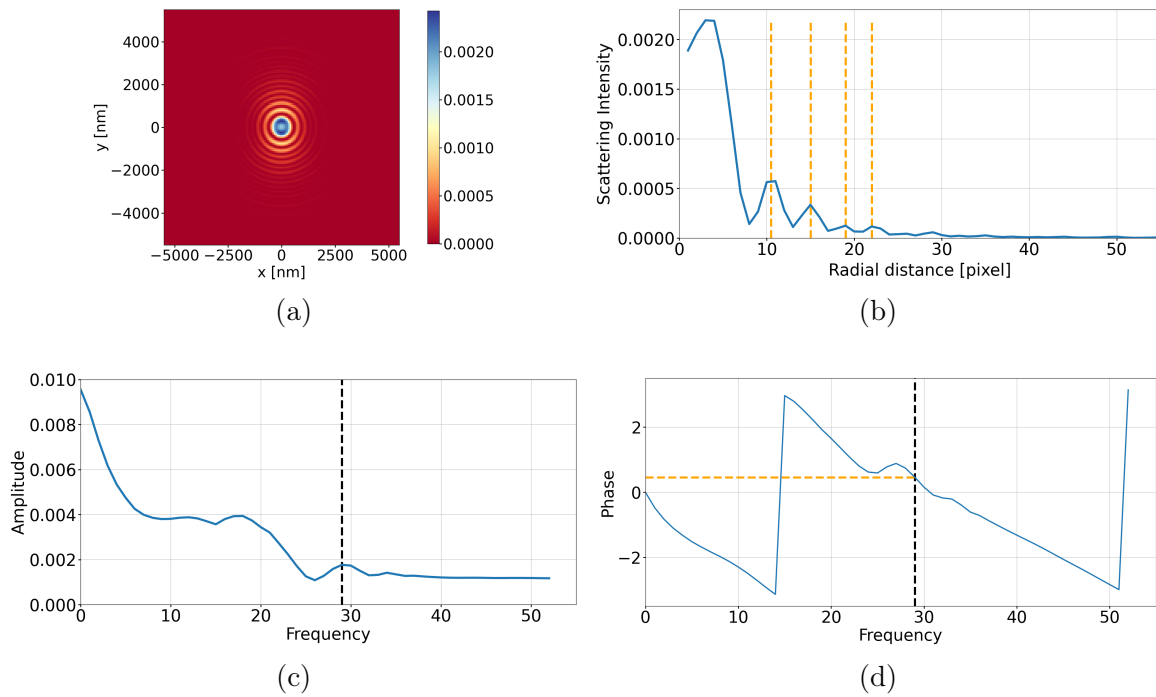 4000
2000
0
−2000
−4000
y [nm]
−5000 −2500 0 2500 5000
x [nm]
0.0020
0.0015
0.0010
0.0005
0.0000
(a)
0.0020
0.0015
0.0010
0.0005
0.0000
Scattering Intensity
0 10 20 30 40 50
Radial distance [pixel]
(b)
0.010
0.008
0.006
0.004
0.002
0.000
Amplitude
0 10 20 30 40 50
Frequency
(c)
2
0
−2
Phase
0 10 20 30 40 50
Frequency
(d)